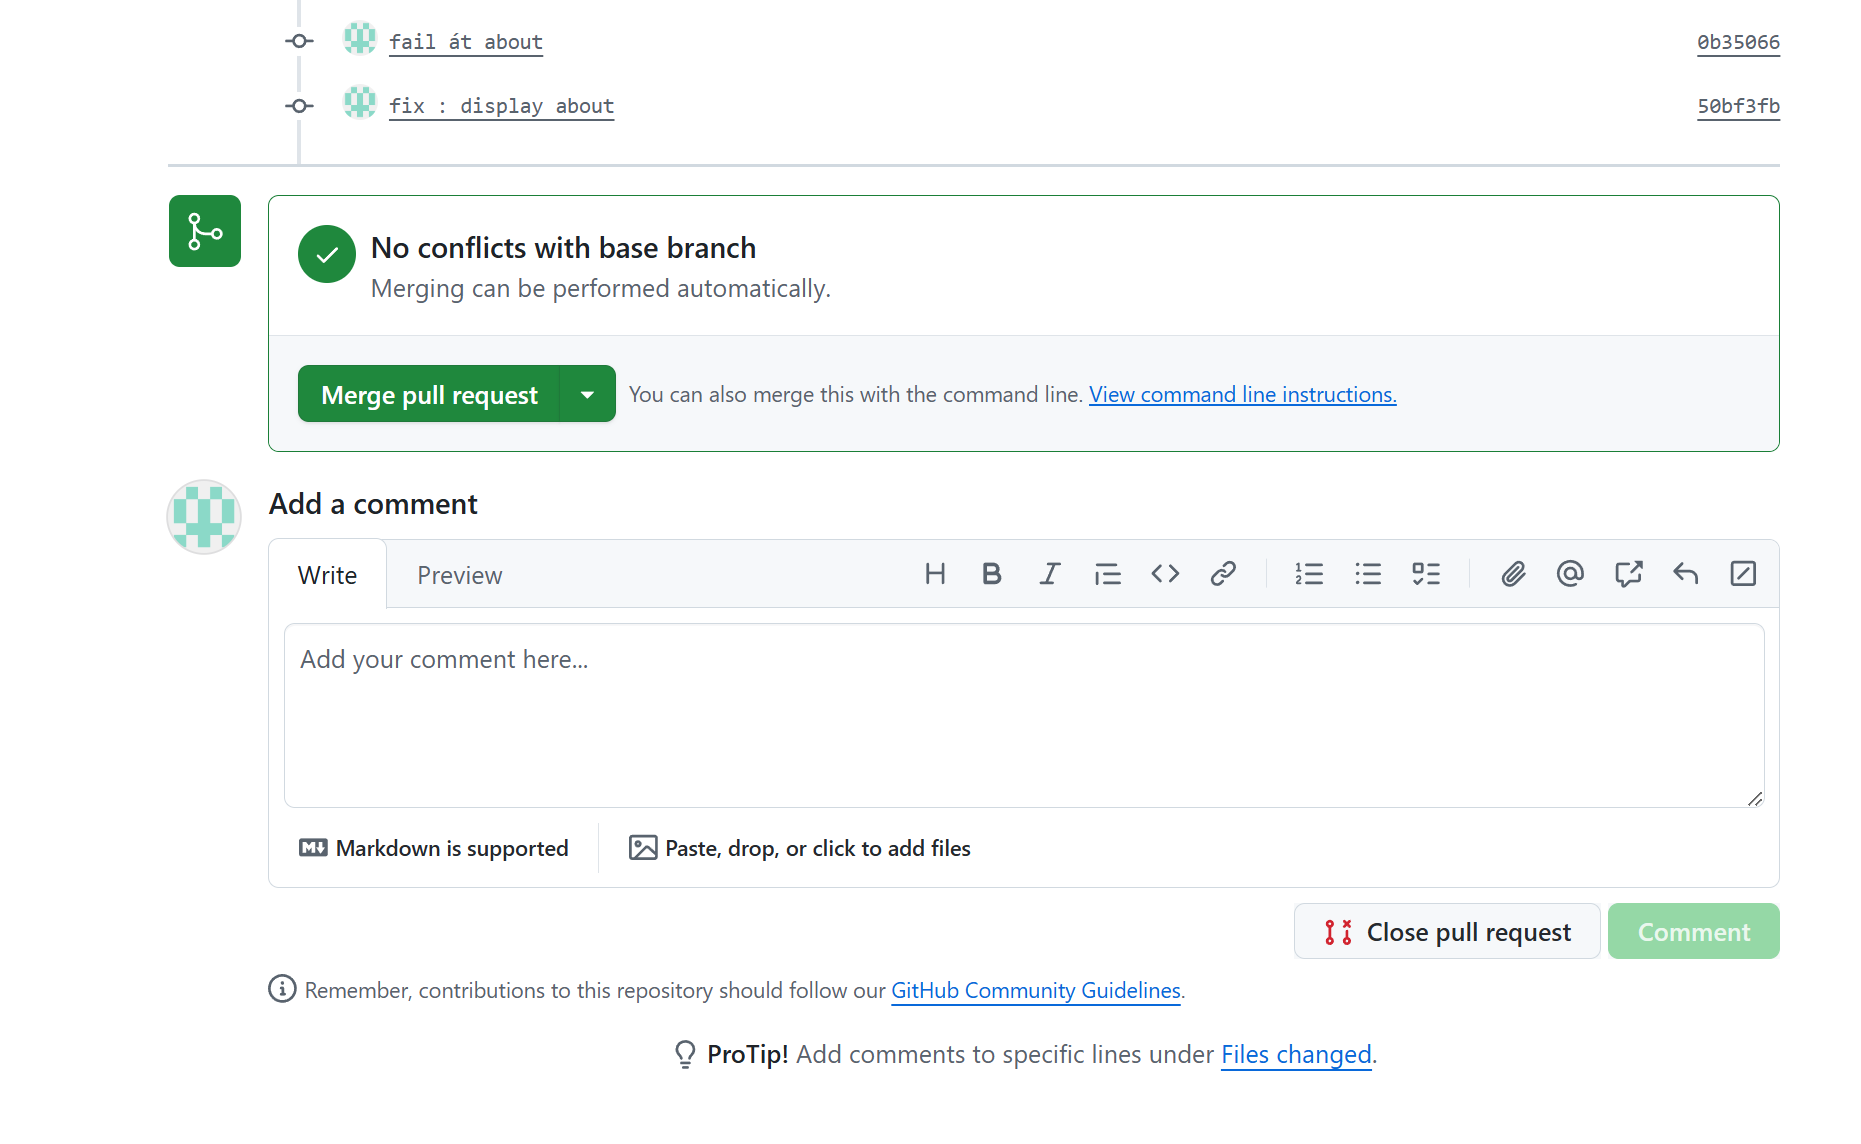 fail át about 0b35066
fix : display about 50bf3fb
No conflicts with base branch
Merging can be performed automatically.
Merge pull request You can also merge this with the command line. View command line instructions.
Add a comment
Write Preview
Add your comment here...
Markdown is supported Paste, drop, or click to add files
Close pull request Comment
Remember, contributions to this repository should follow our GitHub Community Guidelines.
ProTip! Add comments to specific lines under Files changed.